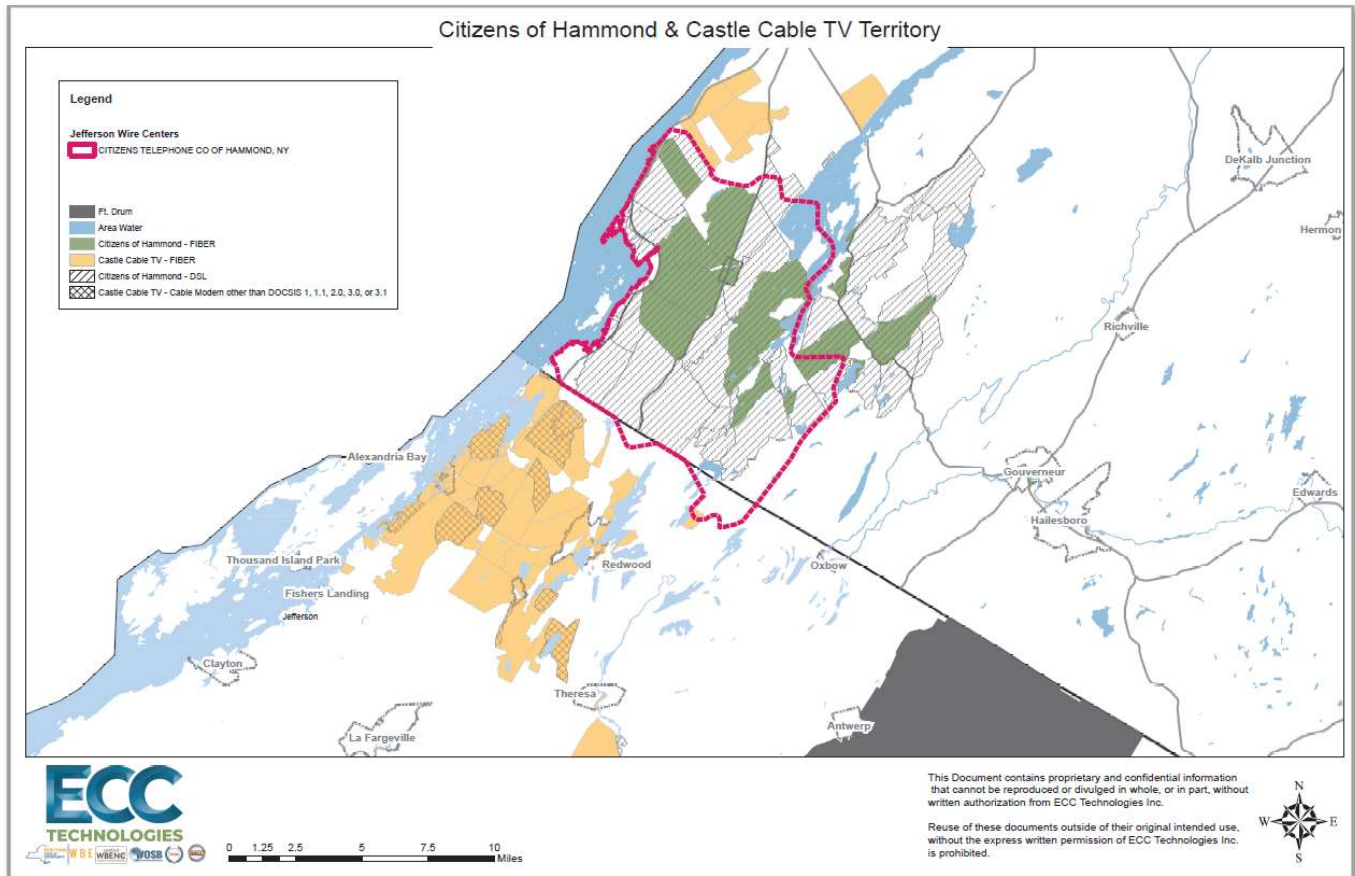 Citizens of Hammond & Castle Cable TV Territory
Legend
Jefferson Wire Centers
CITIZENS TELEPHONE CO OF HAMMOND, NY
Ft. Drum
Area Water
Citizens of Hammond - FIBER
Castle Cable TV - FIBER
Citizens of Hammond - DSL
Castle Cable TV - Cable Modem other than DOCSIS 1, 1.1, 2.0, 3.0, or 3.1
DeKalb Junction
Hermon
Richville
Alexandria Bay
Gouverneur
Edwards
Hailesboro
Thousand Island Park
Redwood
Oxbow
Fishers Landing
Jefferson
Clayton
Theresa
Antwerp
La Fargeville
ECC
TECHNOLOGIES
WBE
WBENC
WOSB
0 1.25 2.5 5 7.5 10
Miles
This Document contains proprietary and confidential information
that cannot be reproduced or divulged in whole, or in part, without
written authorization from ECC Technologies Inc.
Reuse of these documents outside of their original intended use,
without the express written permission of ECC Technologies Inc.
is prohibited.
N
W E
S